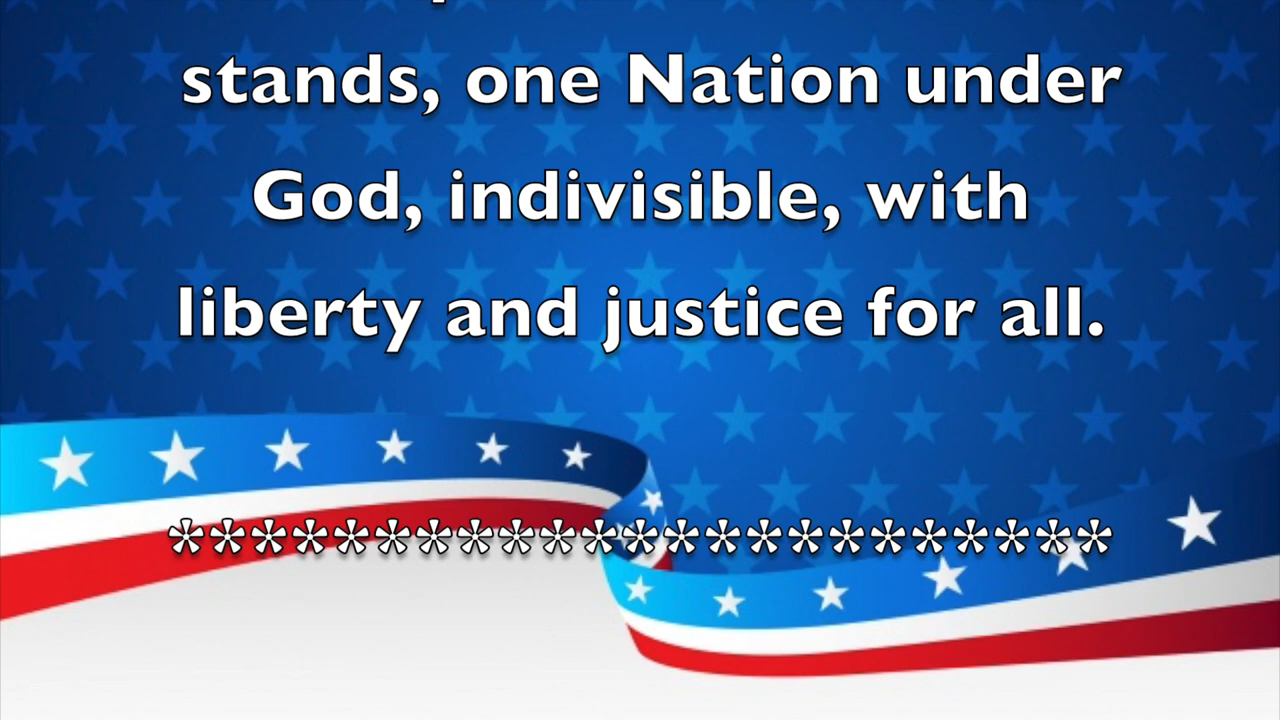 stands, one Nation under
God, indivisible, with
liberty and justice for all.
***********************